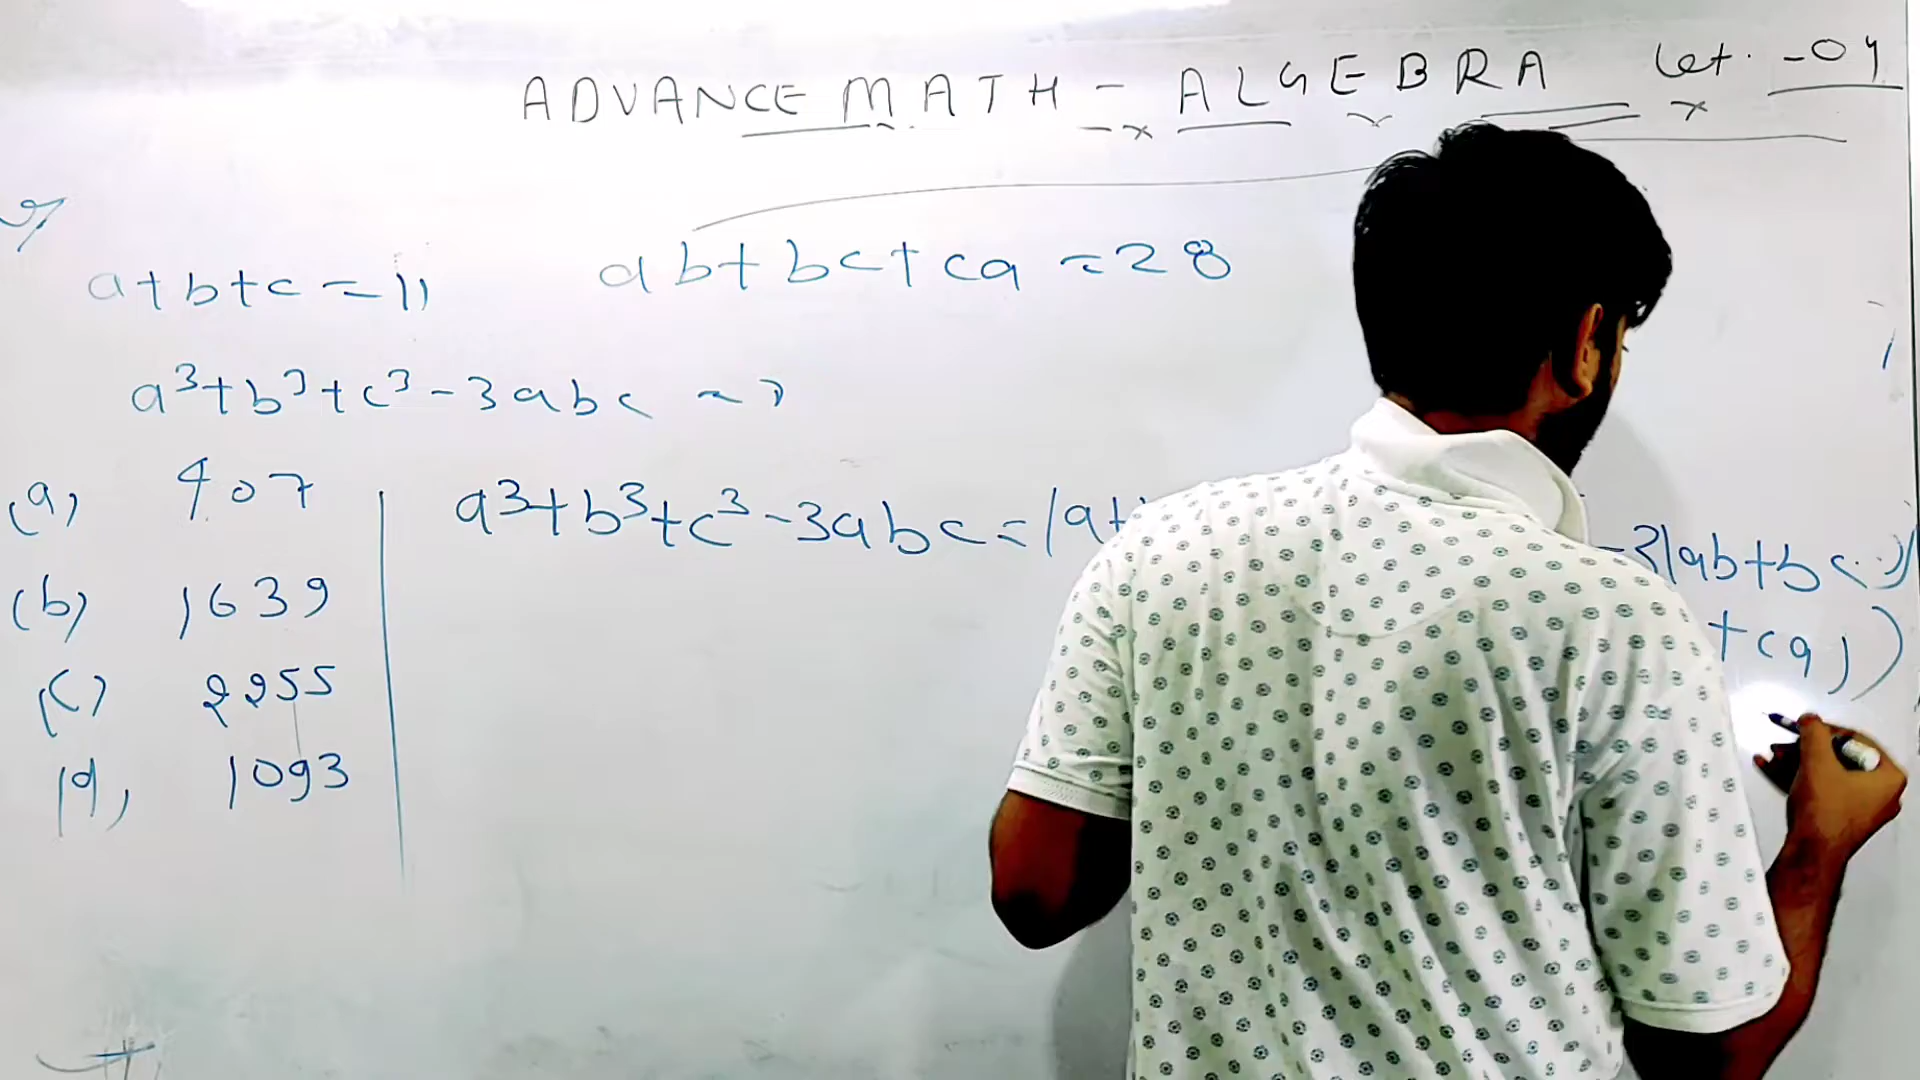 ADVANCE MATH - ALGEBRA Let. -04
a+b+c=11 ab+bc+ca=28
a³+b³+c³-3abc=?
(a) 407
(b) 1639
(c) 2255
(d) 1093
a³+b³+c³-3abc=(a+ -3(ab+bc
+ca))